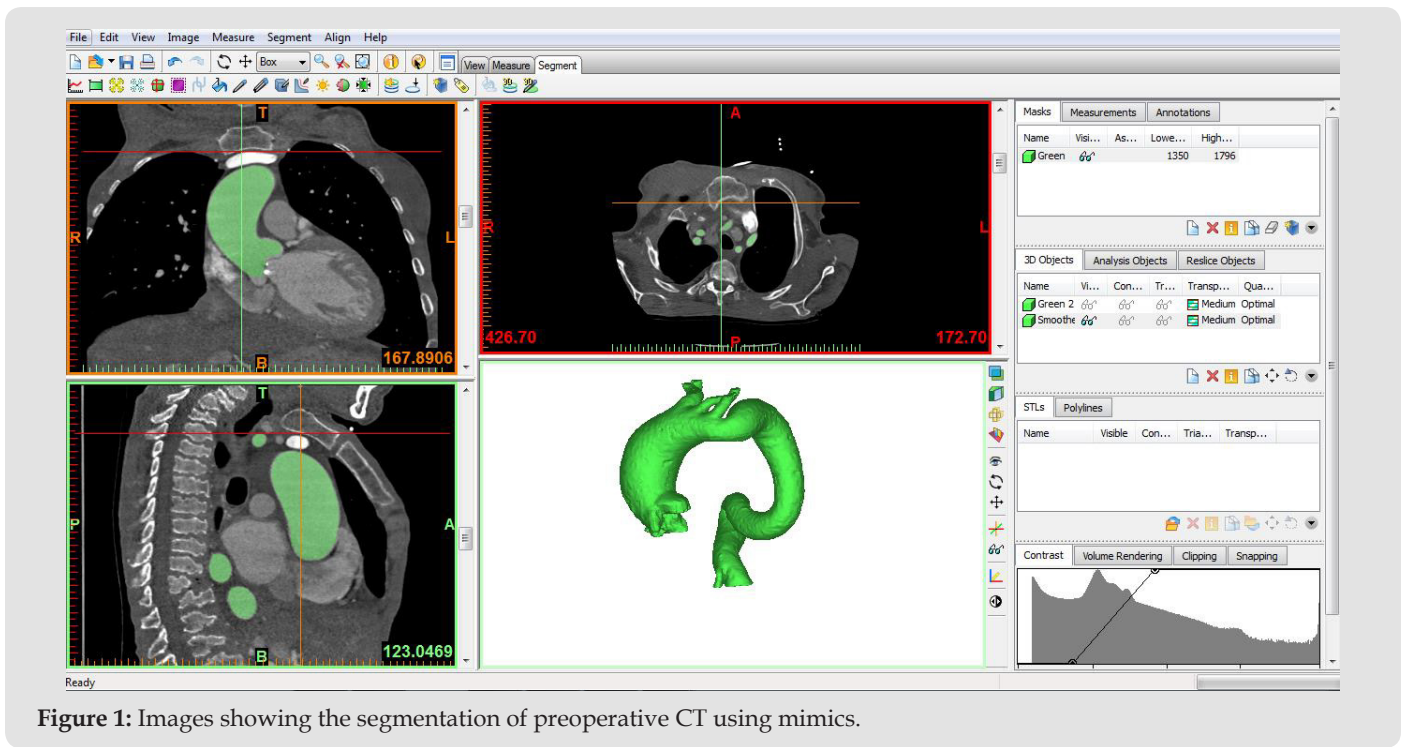 File Edit View Image Measure Segment Align Help
Box View Measure Segment
T
R
L
B
167.8906
A
R
L
426.70
P
172.70
T
P
A
B
123.0469
Masks Measurements Annotations
Name Visi... As... Lowe... High...
Green 1350 1796
3D Objects Analysis Objects Reslice Objects
Name Vi... Con... Tr... Transp... Qua...
Green 2 Medium Optimal
Smoothe Medium Optimal
STLs Polylines
Name Visible Con... Tria... Transp...
Contrast Volume Rendering Clipping Snapping
Ready
Figure 1: Images showing the segmentation of preoperative CT using mimics.